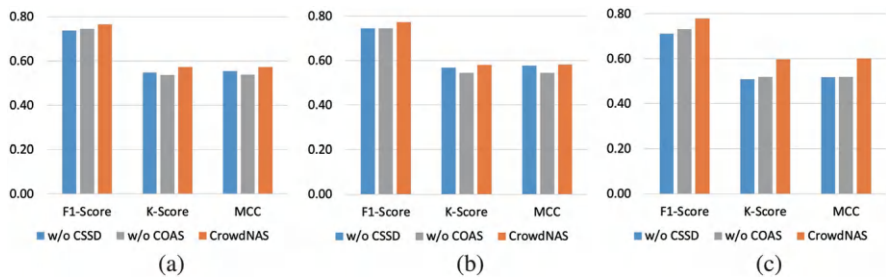 0.80
0.60
0.40
0.20
0.00
F1-Score K-Score MCC
w/o CSSD w/o COAS CrowdNAS
(a)
0.80
0.60
0.40
0.20
0.00
F1-Score K-Score MCC
w/o CSSD w/o COAS CrowdNAS
(b)
0.80
0.60
0.40
0.20
0.00
F1-Score K-Score MCC
w/o CSSD w/o COAS CrowdNAS
(c)